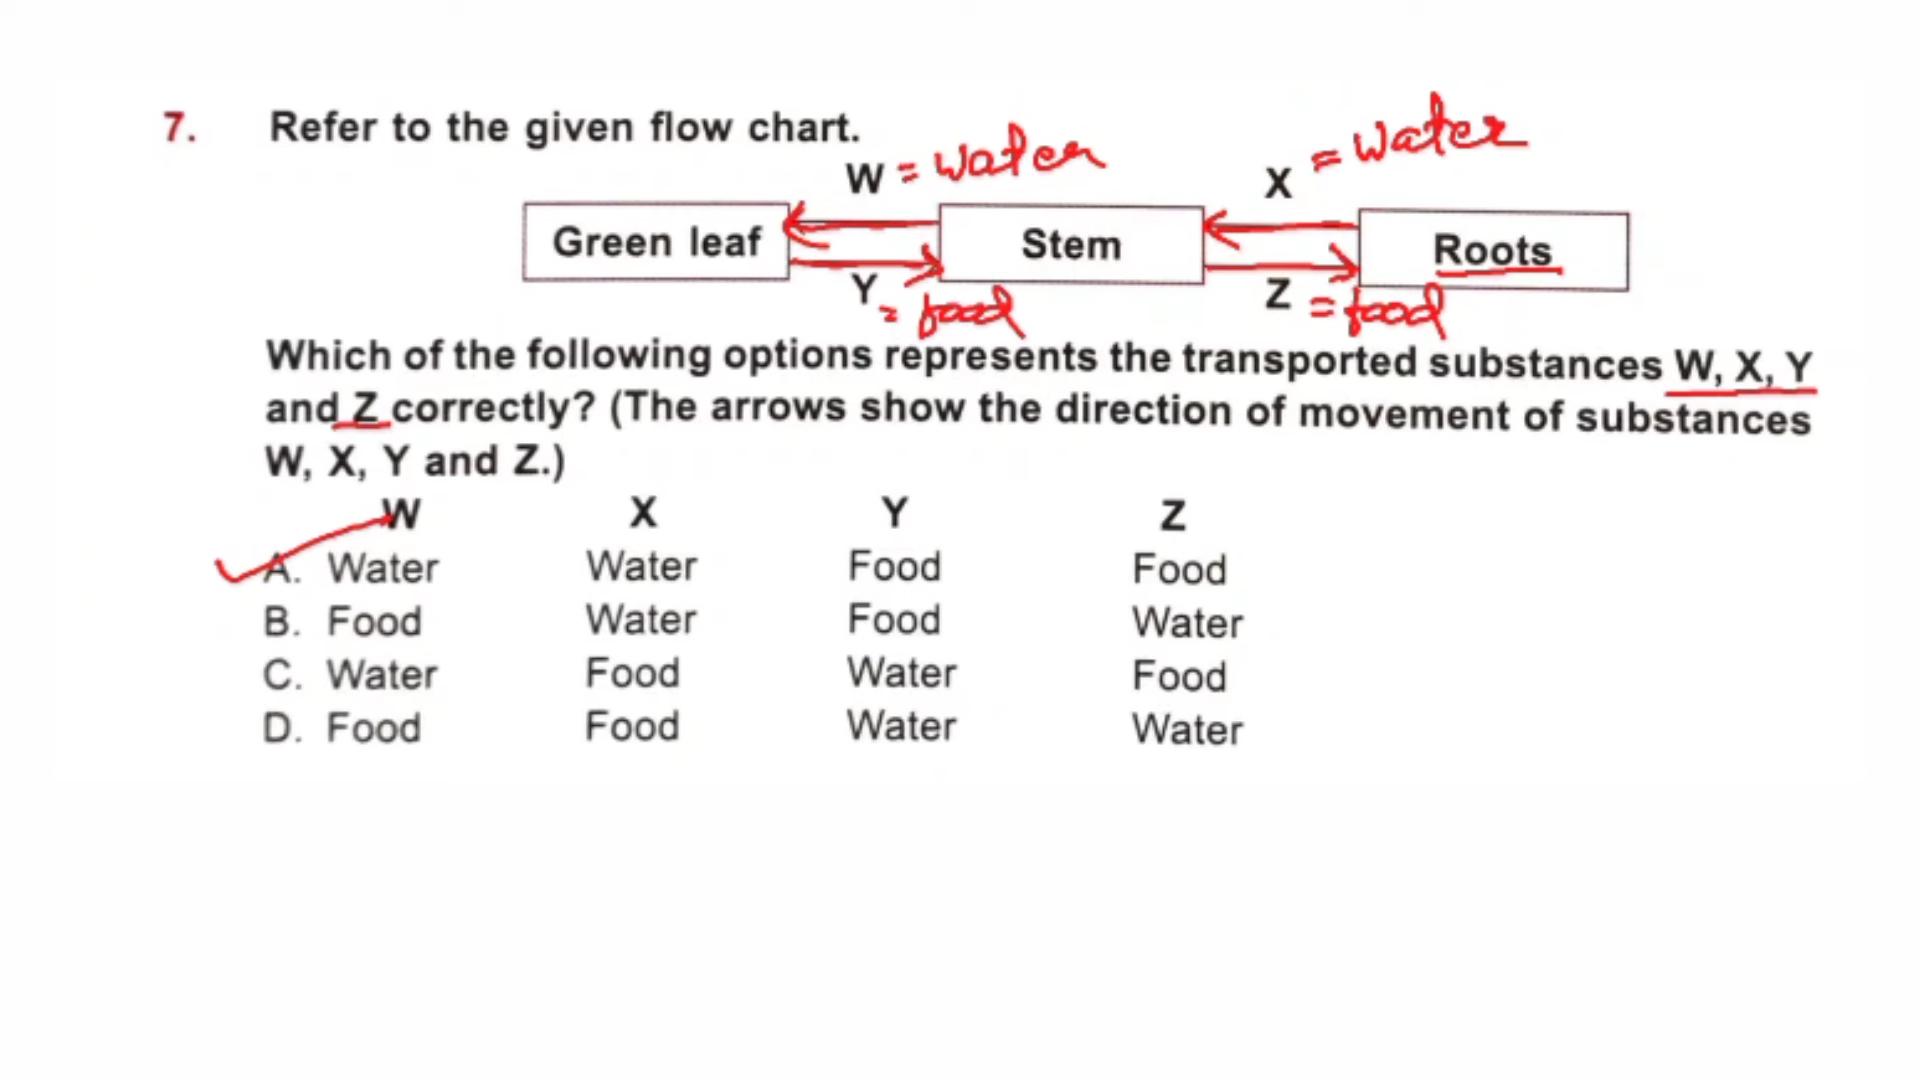 7. Refer to the given flow chart.
W = water
X = water
Green leaf
Stem
Roots
Y = food
Z = food
Which of the following options represents the transported substances W, X, Y
and Z correctly? (The arrows show the direction of movement of substances
W, X, Y and Z.)
W X Y Z
A. Water Water Food Food
B. Food Water Food Water
C. Water Food Water Food
D. Food Food Water Water